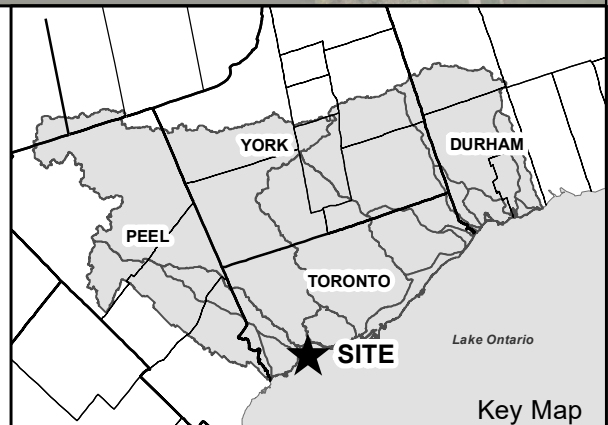 YORK
DURHAM
PEEL
TORONTO
Lake Ontario
SITE
Key Map